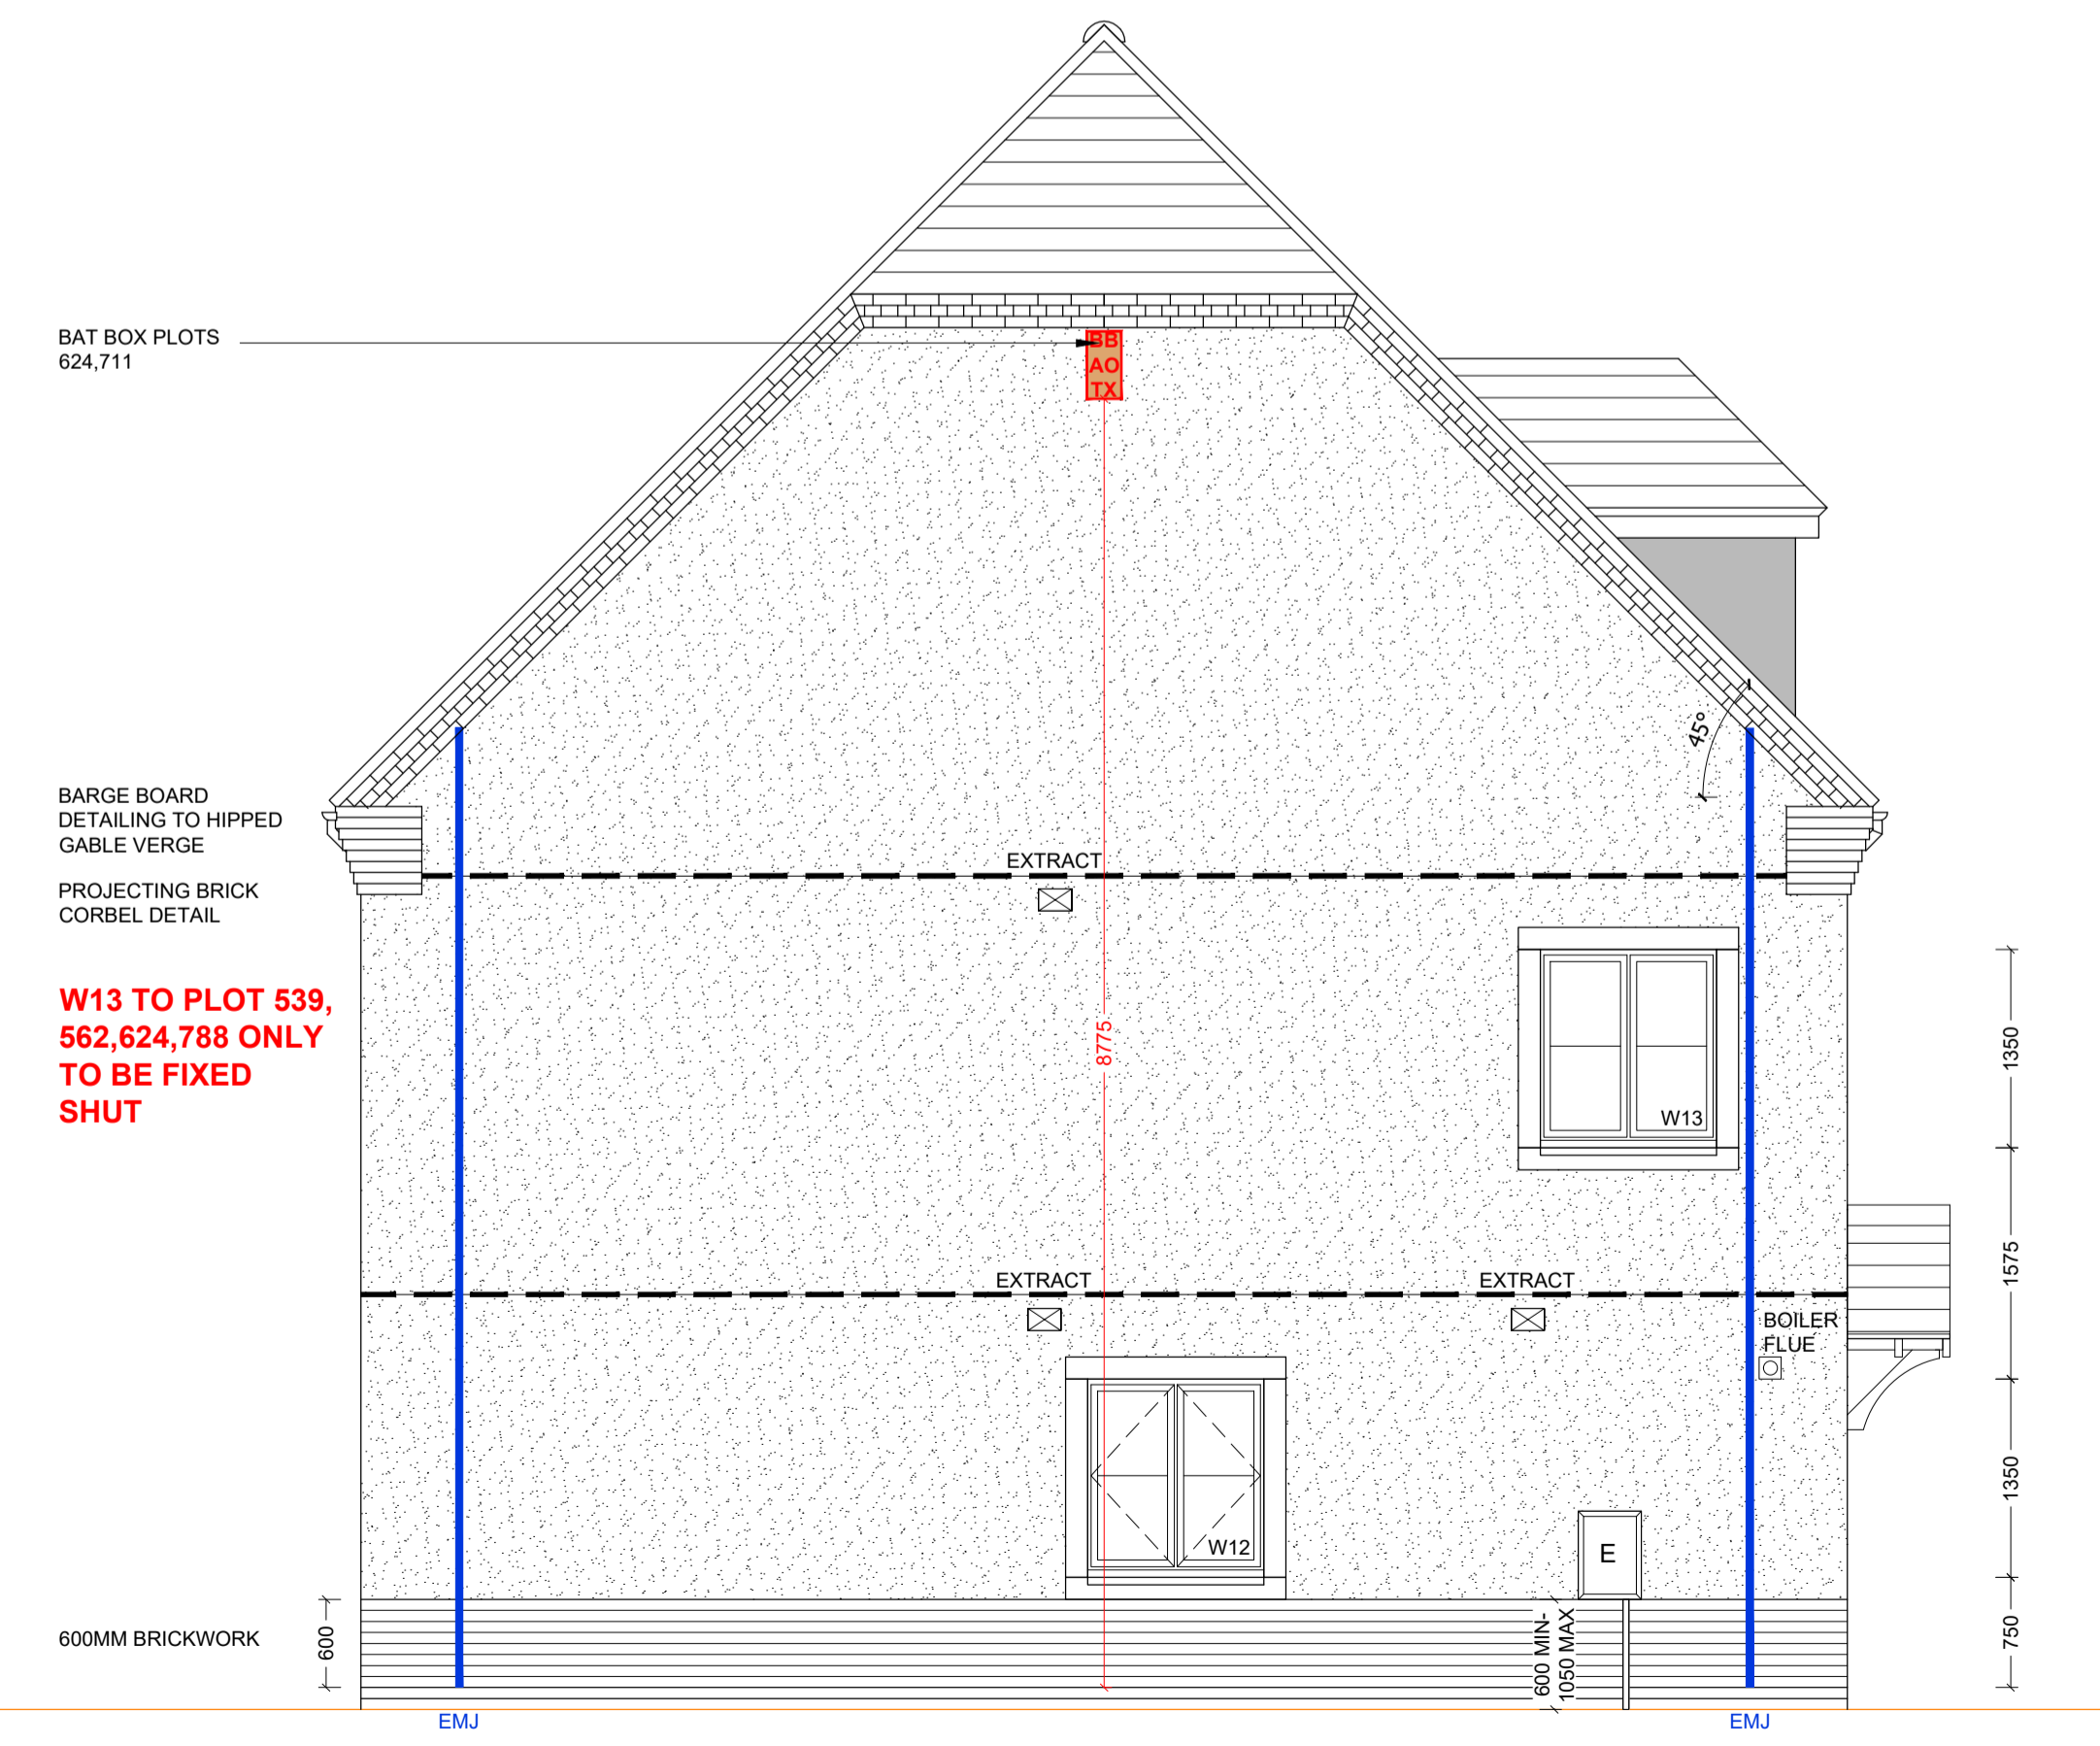 BAT BOX PLOTS
624,711
BB
AO
TX
45°
BARGE BOARD
DETAILING TO HIPPED
GABLE VERGE
EXTRACT
PROJECTING BRICK
CORBEL DETAIL
W13 TO PLOT 539,
562,624,788 ONLY
TO BE FIXED
SHUT
8775
1350
W13
1575
EXTRACT
EXTRACT
BOILER
FLUE
1350
W12
E
600MM BRICKWORK
600
600 MIN-
1050 MAX
750
EMJ
EMJ